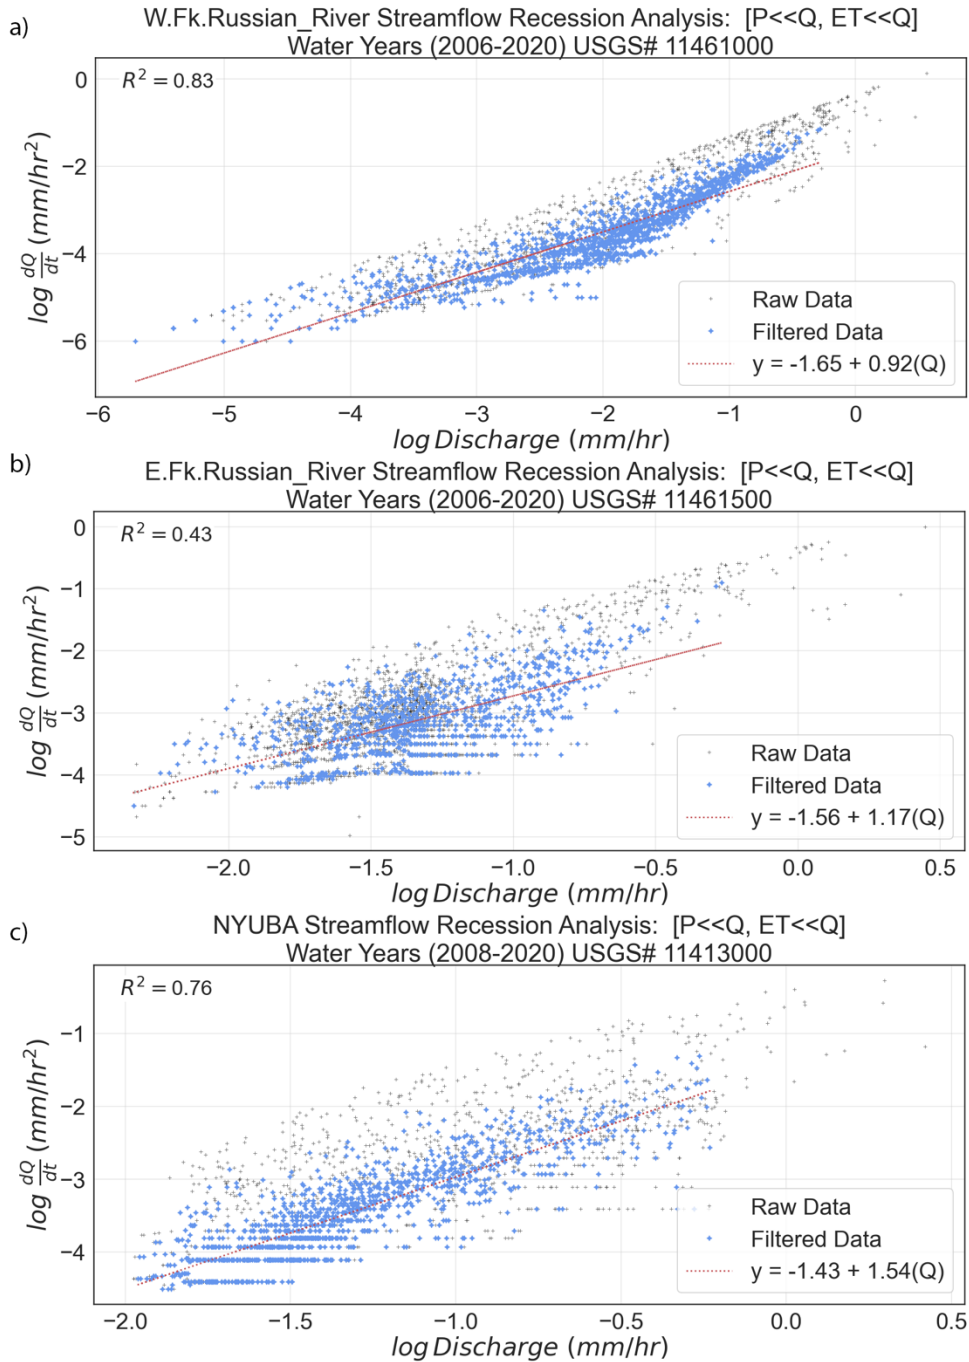 a)
W.Fk.Russian_River Streamflow Recession Analysis: [P<<Q, ET<<Q]
Water Years (2006-2020) USGS# 11461000
R² = 0.83
0
−2
−4
−6
log dQ/dt (mm/hr²)
Raw Data
Filtered Data
y = -1.65 + 0.92(Q)
−6 −5 −4 −3 −2 −1 0
log Discharge (mm/hr)
b)
E.Fk.Russian_River Streamflow Recession Analysis: [P<<Q, ET<<Q]
Water Years (2006-2020) USGS# 11461500
R² = 0.43
0
−1
−2
−3
−4
−5
log dQ/dt (mm/hr²)
Raw Data
Filtered Data
y = -1.56 + 1.17(Q)
−2.0 −1.5 −1.0 −0.5 0.0 0.5
log Discharge (mm/hr)
c)
NYUBA Streamflow Recession Analysis: [P<<Q, ET<<Q]
Water Years (2008-2020) USGS# 11413000
R² = 0.76
−1
−2
−3
−4
log dQ/dt (mm/hr²)
Raw Data
Filtered Data
y = -1.43 + 1.54(Q)
−2.0 −1.5 −1.0 −0.5 0.0 0.5
log Discharge (mm/hr)